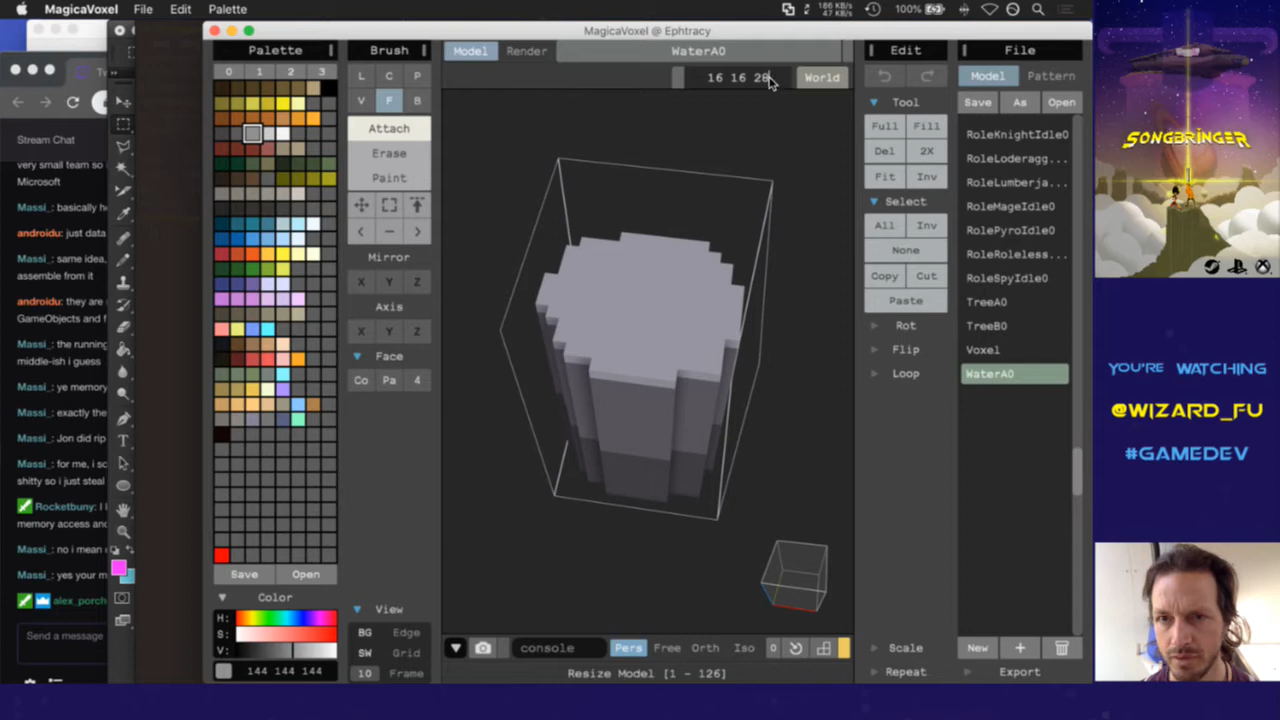 MagicaVoxel File Edit Palette
186 KB/s
47 KB/s
100%
MagicaVoxel @ Ephtracy
Palette
Brush
Model Render
WaterA0
Edit
File
16 16 20
World
Model Pattern
0 1 2 3
L C P
V F B
Attach
Erase
Paint
Mirror
X Y Z
Axis
X Y Z
Face
Co Pa 4
View
BG Edge
SW Grid
10 Frame
Tool
Full Fill
Del 2X
Fit Inv
Select
All Inv
None
Copy Cut
Paste
Rot
Flip
Loop
Scale
Repeat
Save As Open
RoleKnightIdle0
RoleLoderagg...
RoleLumberja...
RoleMageIdle0
RolePyroIdle0
RoleRoleless...
RoleSpyIdle0
TreeA0
TreeB0
Voxel
WaterA0
New +
Export
Save Open
Color
H:
S:
V:
144 144 144
console
Pers Free Orth Iso 0
Resize Model [1 - 126]
Stream Chat
very small team so
Microsoft
Massi_: basically he
androidu: just data
Massi_: same idea,
assemble from it
androidu: they are
GameObjects and f
Massi_: the running
middle-ish i guess
Massi_: ye memory
Massi_: exactly the
Massi_: Jon did rip
Massi_: for me, i so
shitty so i just steal
Rocketbuny: I
memory access and
Massi_: no i mean
Massi_: yes your m
alex_porch
Send a message
SONGBRINGER
YOU'RE WATCHING
@WIZARD_FU
#GAMEDEV